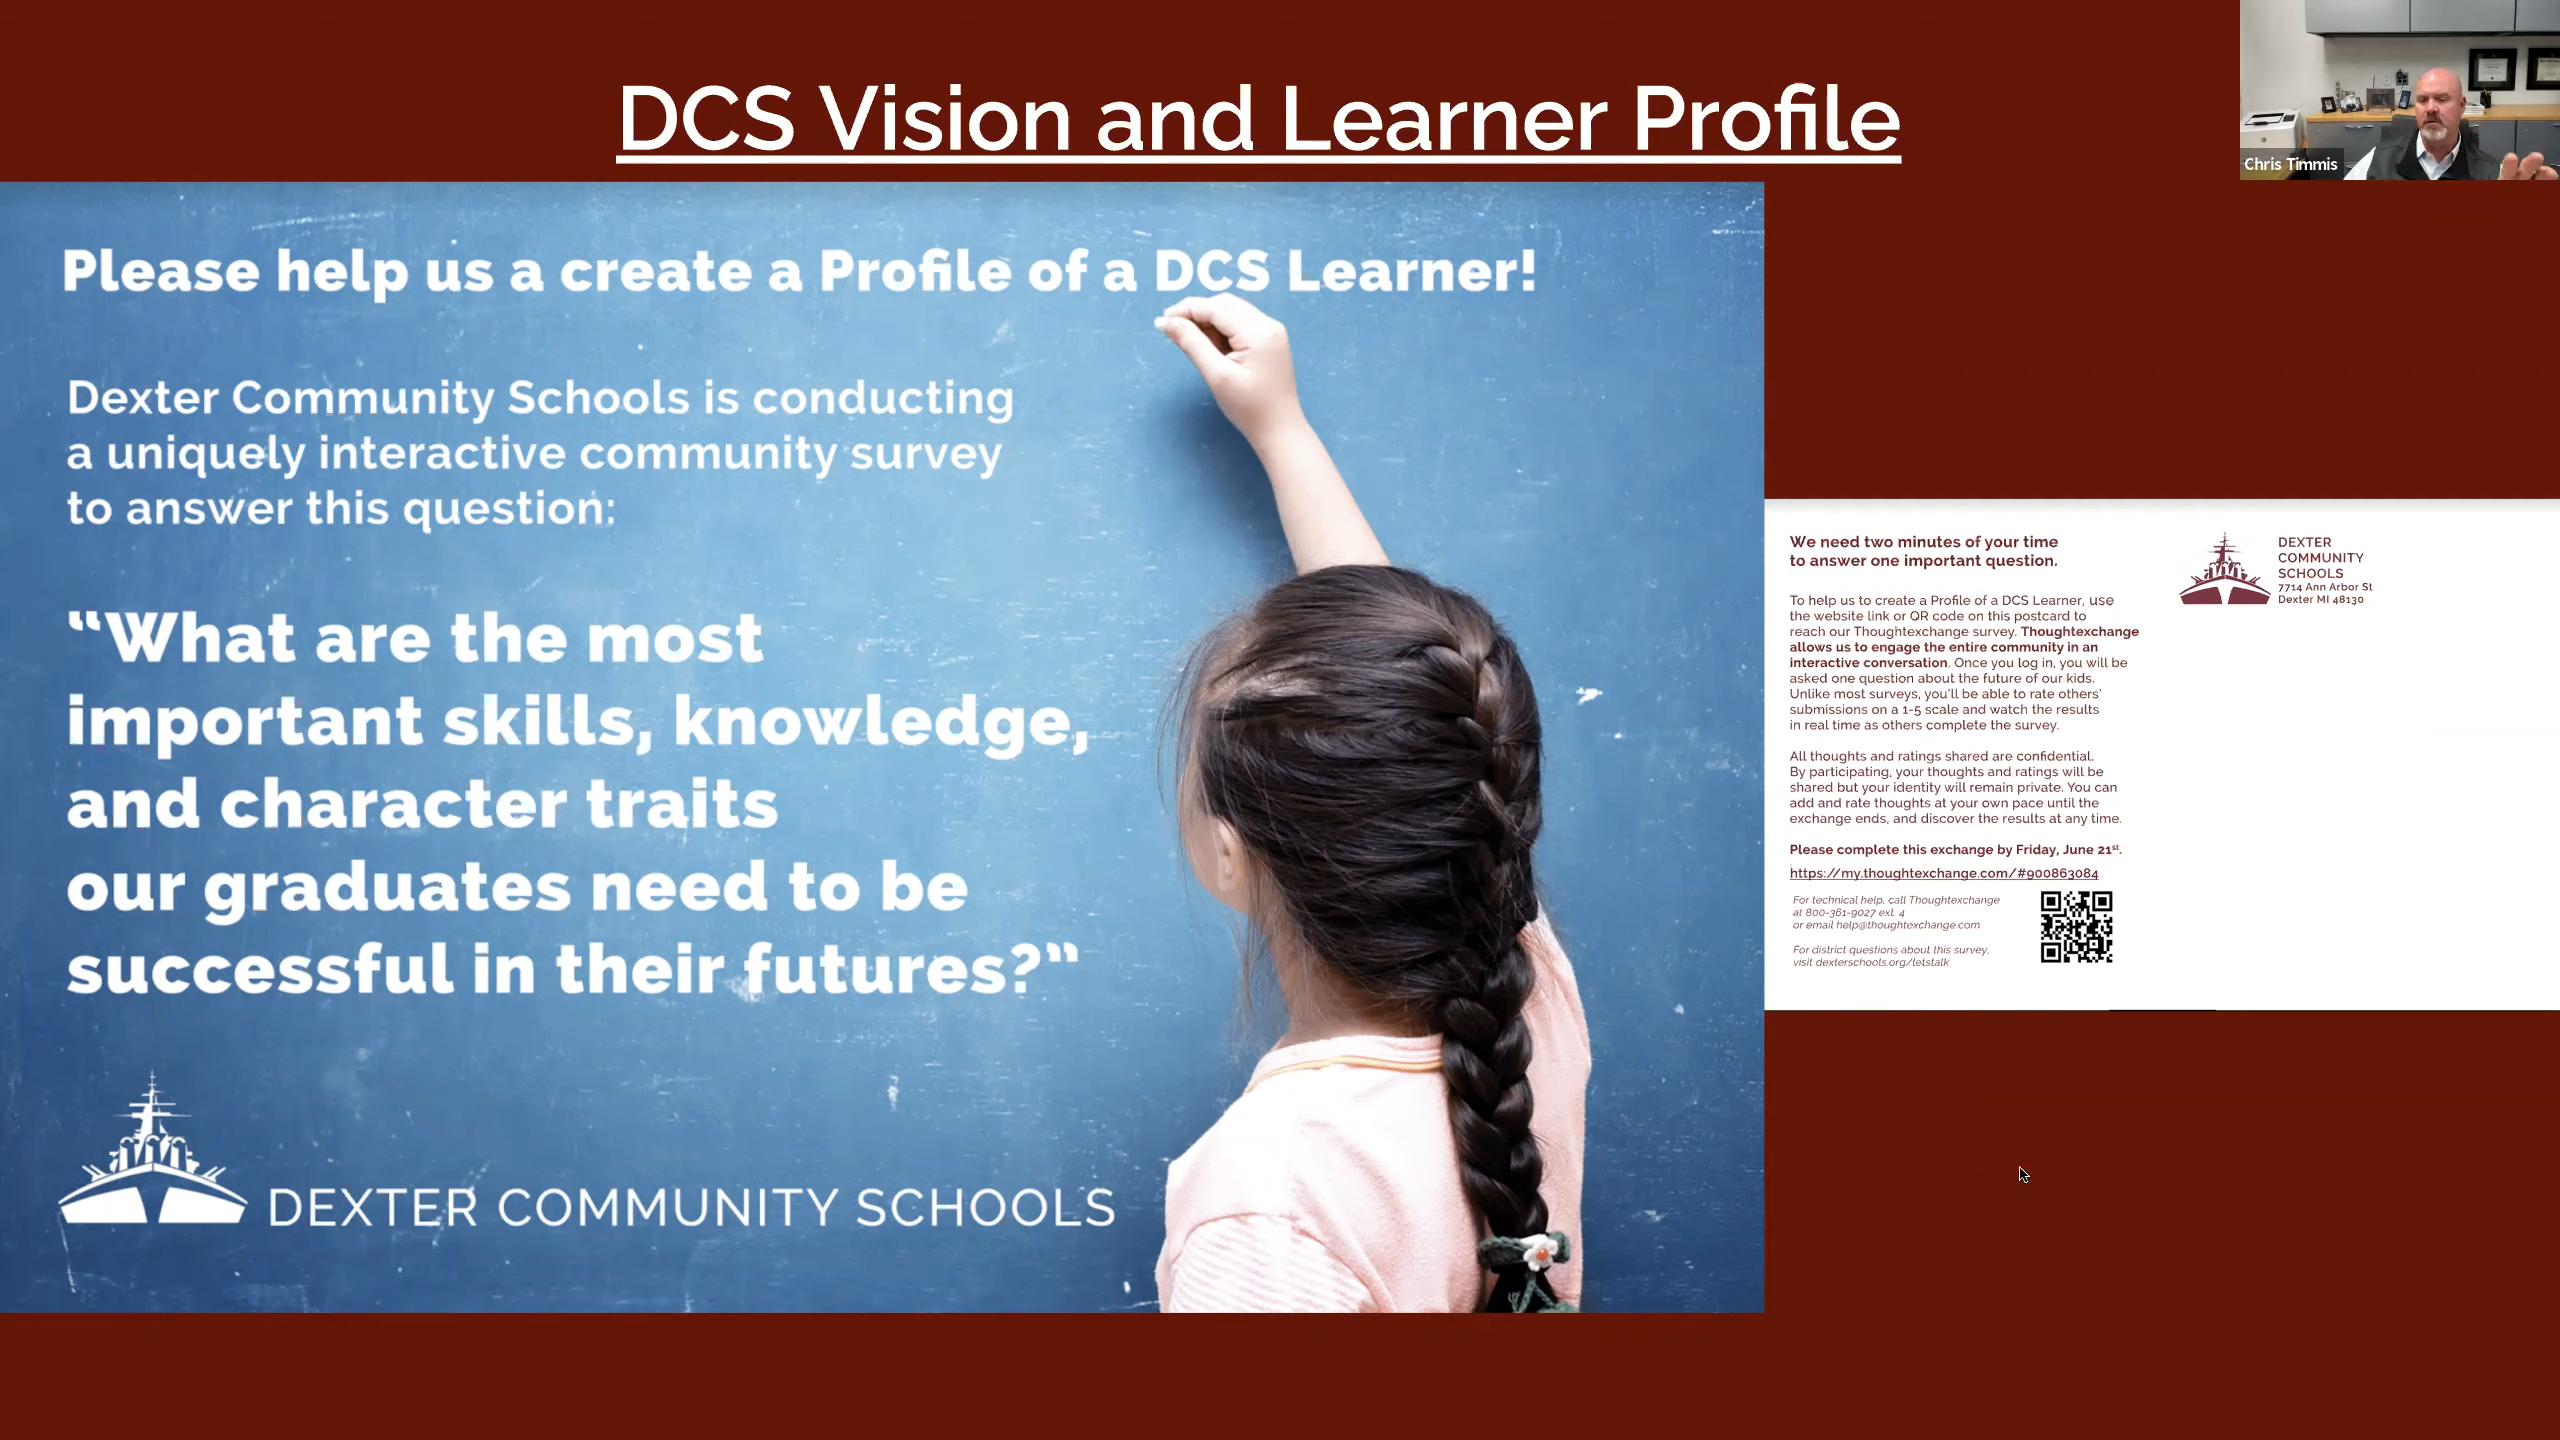 DCS Vision and Learner Profile
Chris Timmis
Please help us a create a Profile of a DCS Learner!
Dexter Community Schools is conducting
a uniquely interactive community survey
to answer this question:
“What are the most
important skills, knowledge,
and character traits
our graduates need to be
successful in their futures?”
DEXTER COMMUNITY SCHOOLS
We need two minutes of your time
to answer one important question.
To help us to create a Profile of a DCS Learner, use
the website link or QR code on this postcard to
reach our Thoughtexchange survey. Thoughtexchange
allows us to engage the entire community in an
interactive conversation. Once you log in, you will be
asked one question about the future of our kids.
Unlike most surveys, you'll be able to rate others'
submissions on a 1-5 scale and watch the results
in real time as others complete the survey.
All thoughts and ratings shared are confidential.
By participating, your thoughts and ratings will be
shared but your identity will remain private. You can
add and rate thoughts at your own pace until the
exchange ends, and discover the results at any time.
Please complete this exchange by Friday, June 21st.
https://my.thoughtexchange.com/#900863084
For technical help, call Thoughtexchange
at 800-361-9027 ext. 4
or email help@thoughtexchange.com
For district questions about this survey,
visit dexterschools.org/letstalk
DEXTER
COMMUNITY
SCHOOLS
7714 Ann Arbor St
Dexter MI 48130